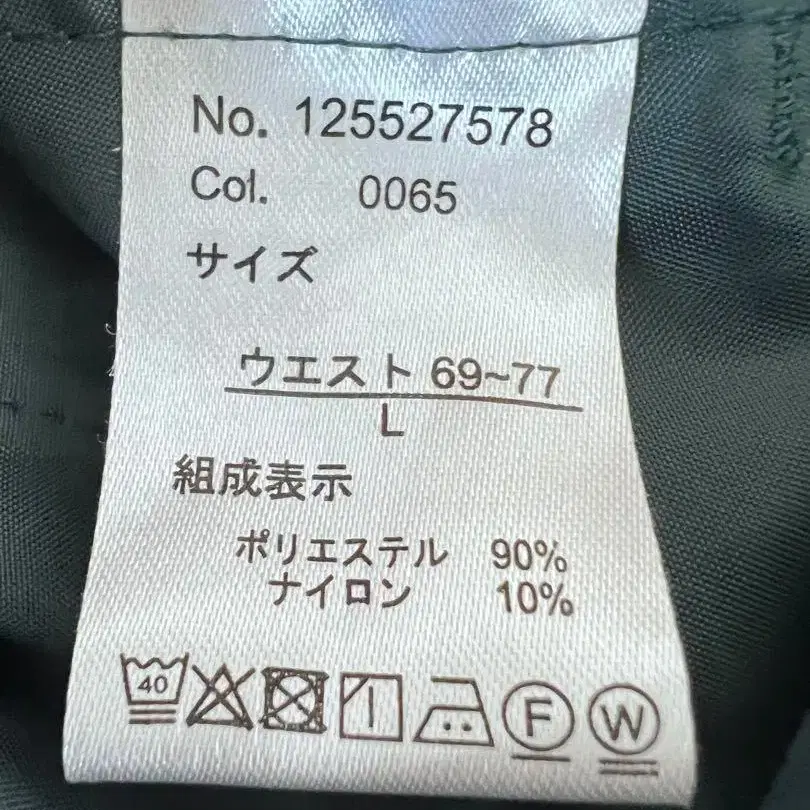 No. 125527578
Col. 0065
サイズ
ウエスト 69~77
L
組成表示
ポリエステル 90%
ナイロン 10%
40 F W